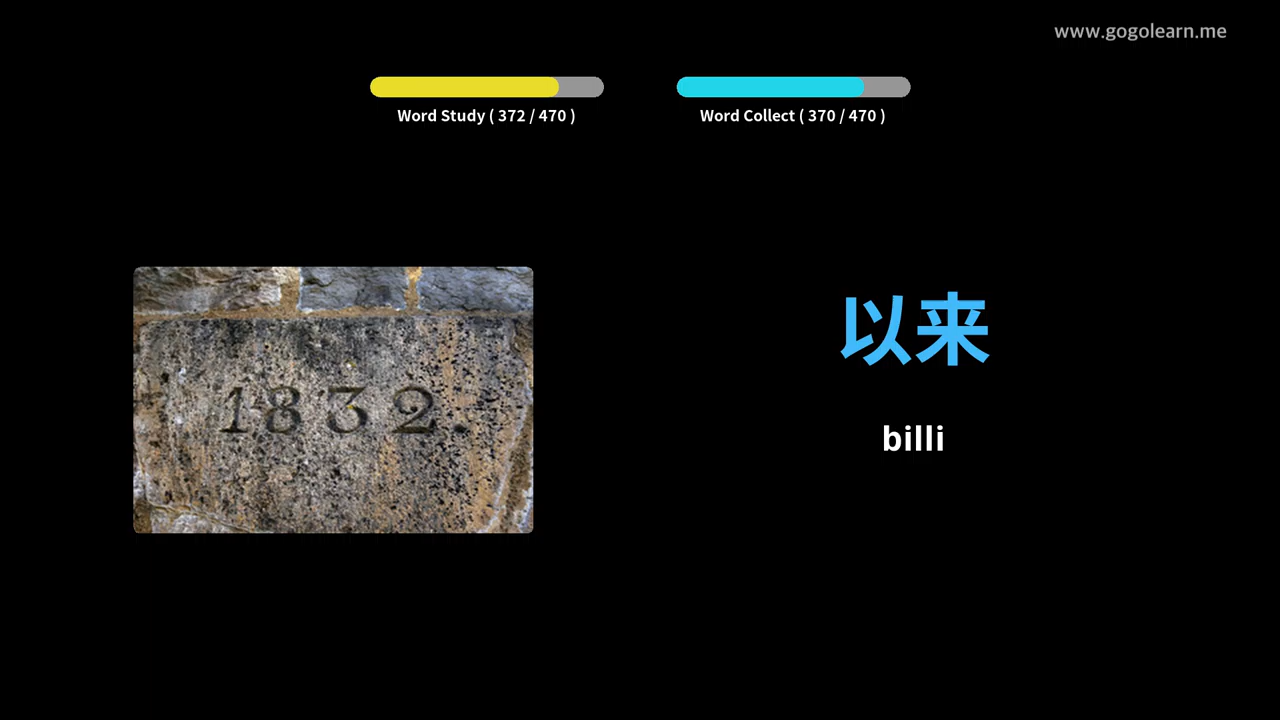 www.gogolearn.me
Word Study ( 372 / 470 )
Word Collect ( 370 / 470 )
1832.
以来
billi